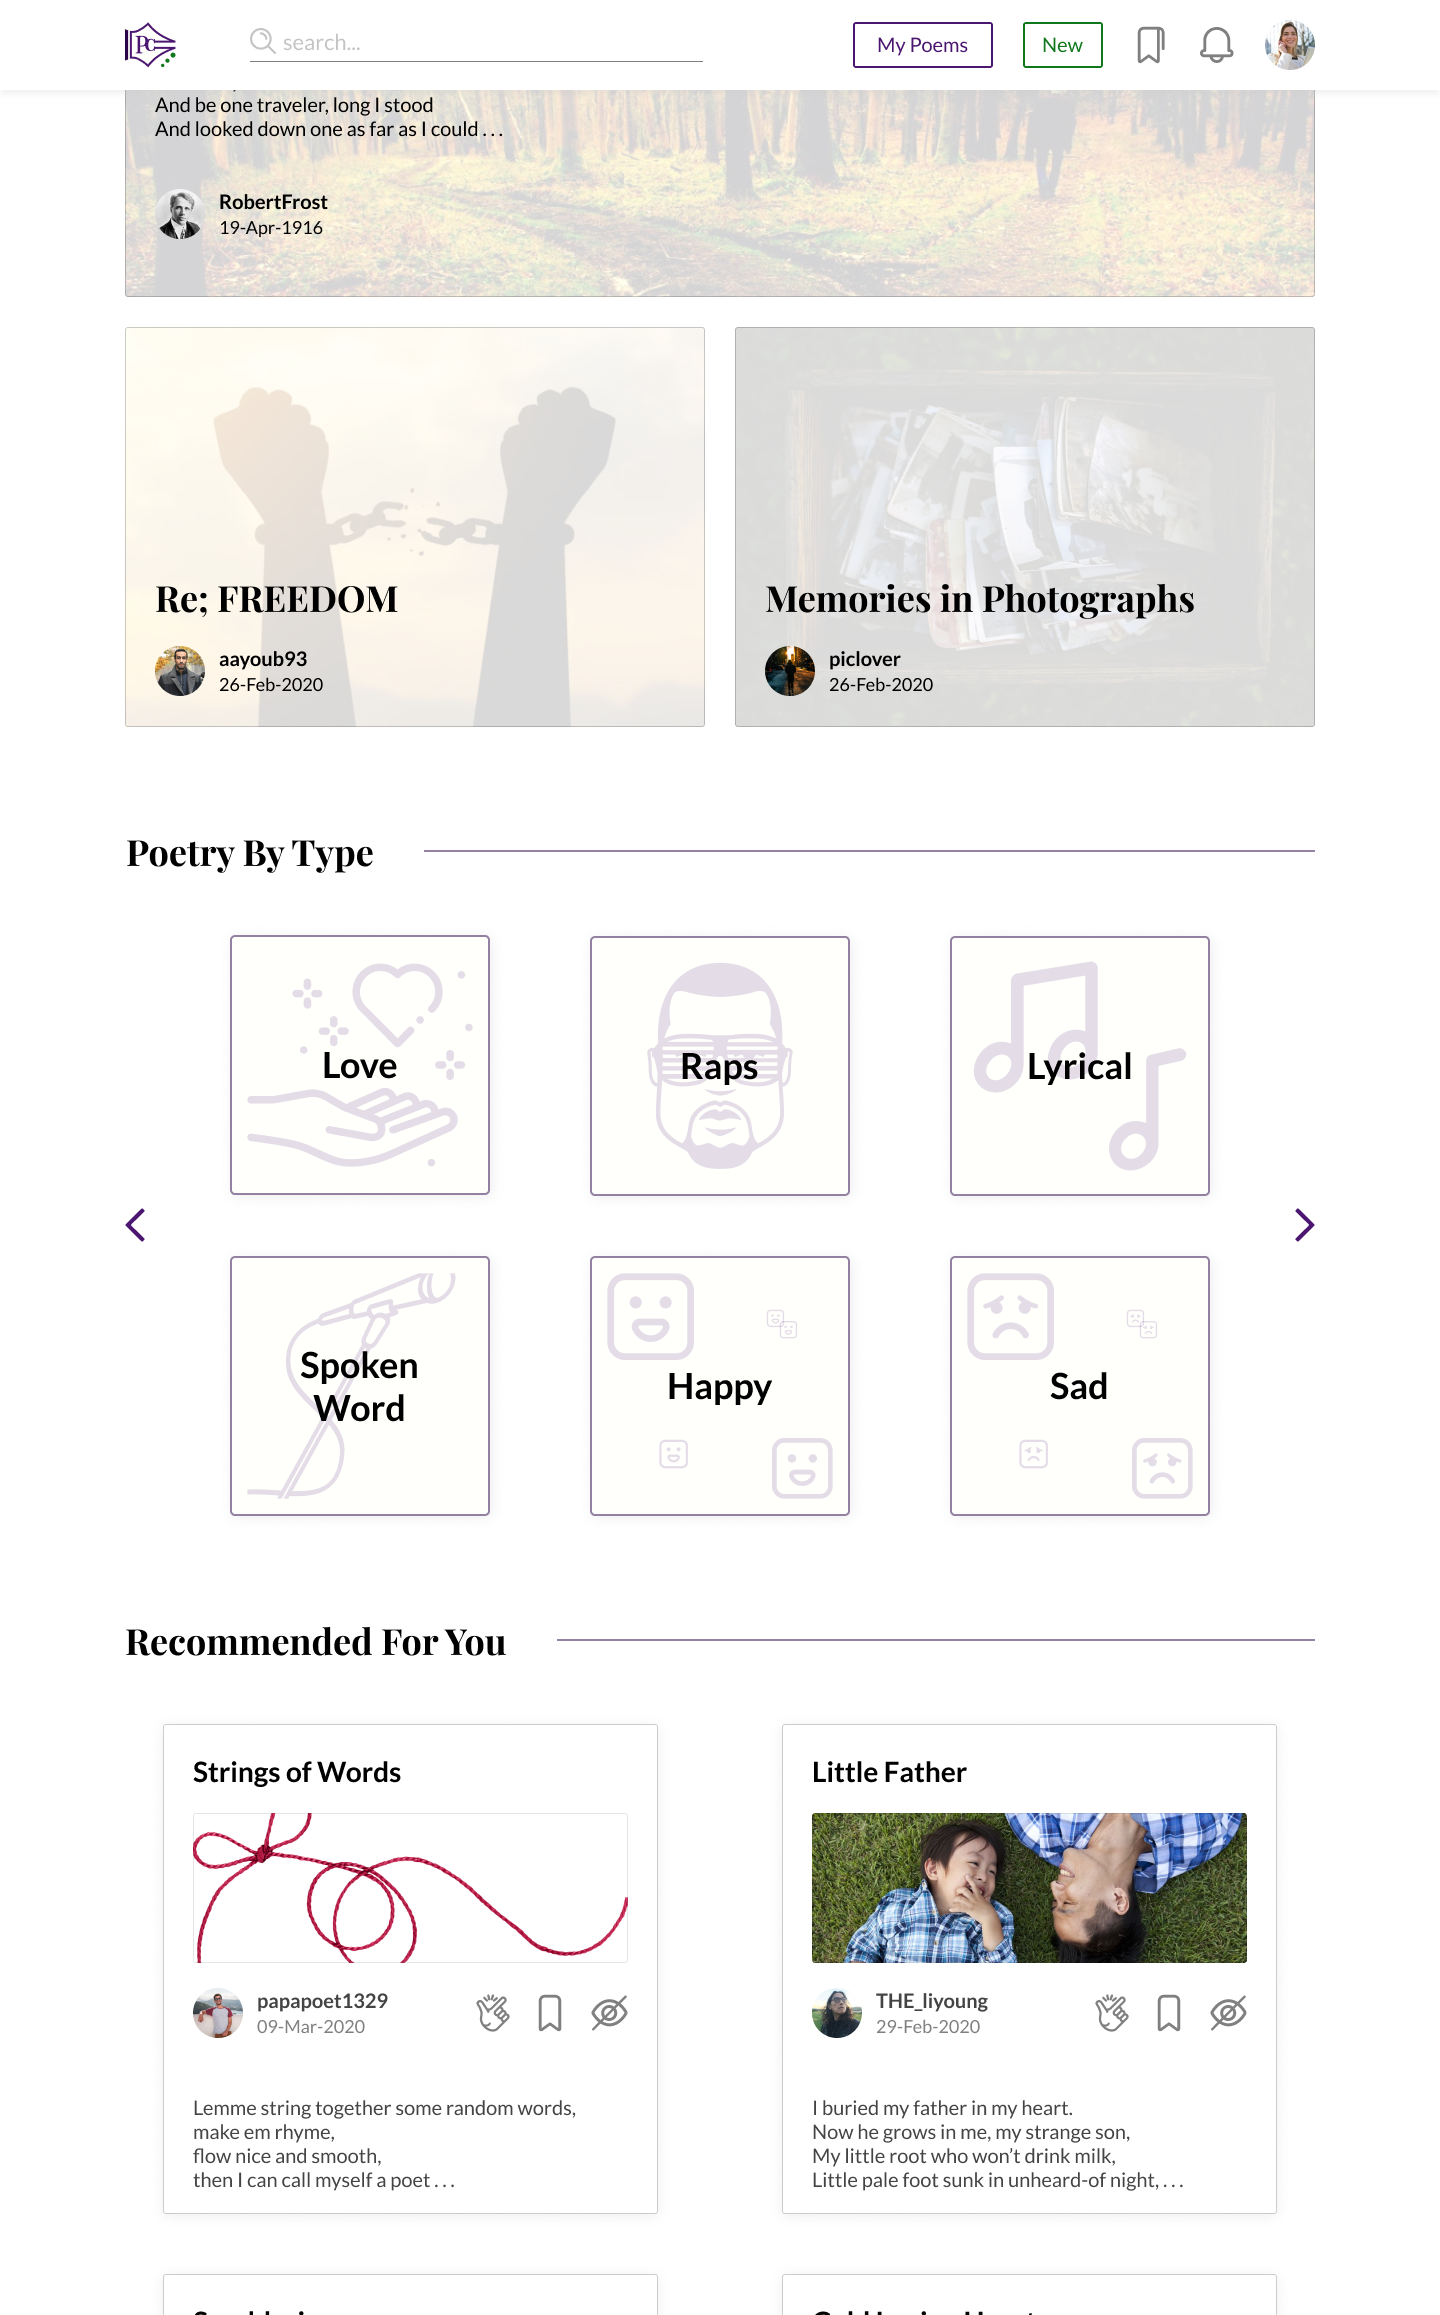 PC
search...
My Poems
New
And be one traveler, long I stood
And looked down one as far as I could . . .
RobertFrost
19-Apr-1916
Re; FREEDOM
aayoub93
26-Feb-2020
Memories in Photographs
piclover
26-Feb-2020
Poetry By Type
Love
Raps
Lyrical
Spoken
Word
Happy
Sad
Recommended For You
Strings of Words
papapoet1329
09-Mar-2020
Lemme string together some random words,
make em rhyme,
flow nice and smooth,
then I can call myself a poet . . .
Little Father
THE_liyoung
29-Feb-2020
I buried my father in my heart.
Now he grows in me, my strange son,
My little root who won’t drink milk,
Little pale foot sunk in unheard-of night, . . .